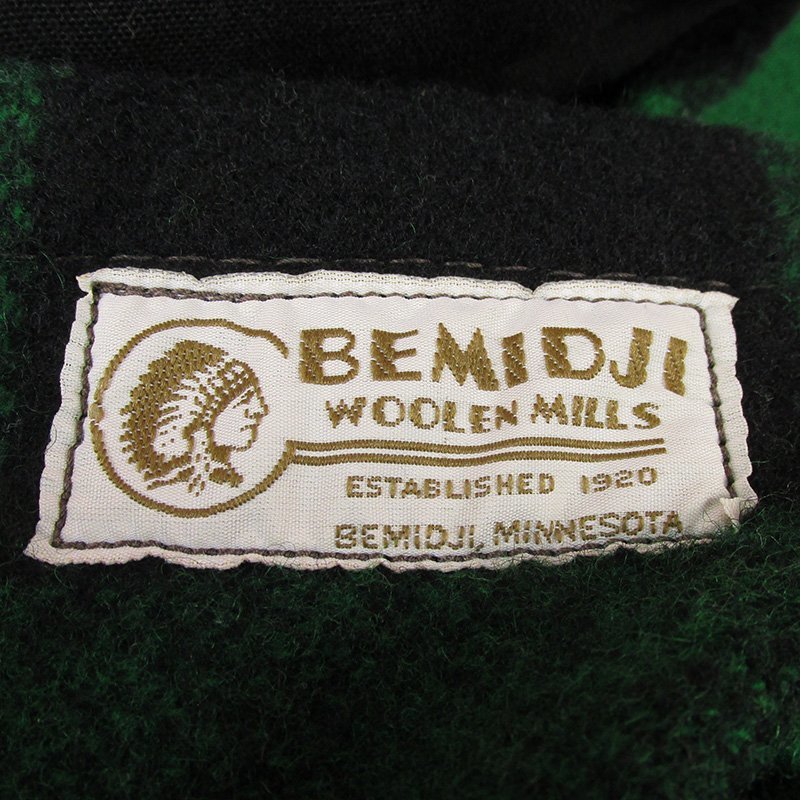 BEMIDJI
WOOLEN MILLS
ESTABLISHED 1920
BEMIDJI, MINNESOTA